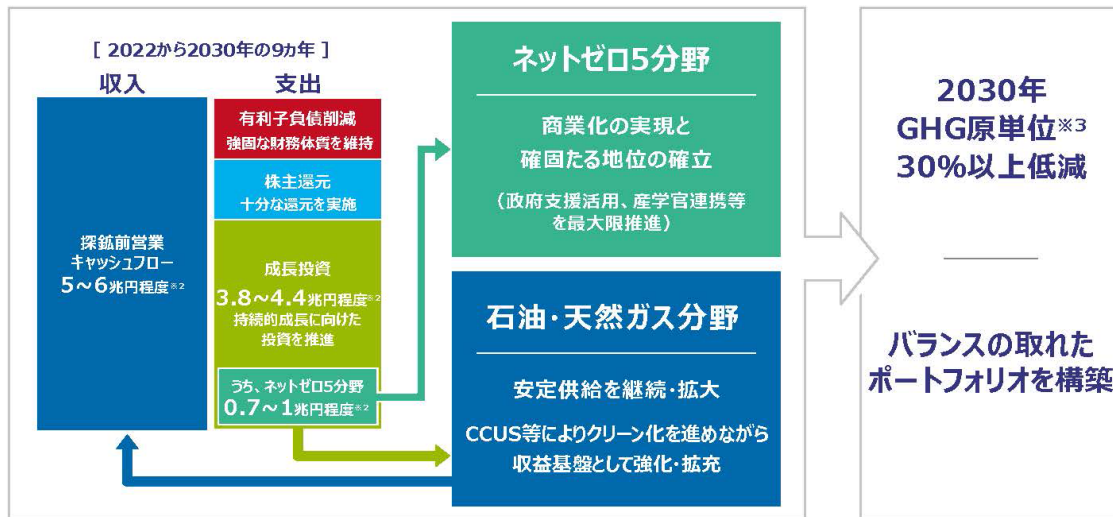 [ 2022から2030年の9カ年 ]
収入
支出
有利子負債削減
強固な財務体質を維持
株主還元
十分な還元を実施
探鉱前営業
キャッシュフロー
5～6兆円程度※2
成長投資
3.8～4.4兆円程度※2
持続的成長に向けた
投資を推進
うち、ネットゼロ5分野
0.7～1兆円程度※2
ネットゼロ5分野
商業化の実現と
確固たる地位の確立
（政府支援活用、産学官連携等
を最大限推進）
石油・天然ガス分野
安定供給を継続・拡大
CCUS等によりクリーン化を進めながら
収益基盤として強化・拡充
2030年
GHG原単位※3
30%以上低減
バランスの取れた
ポートフォリオを構築